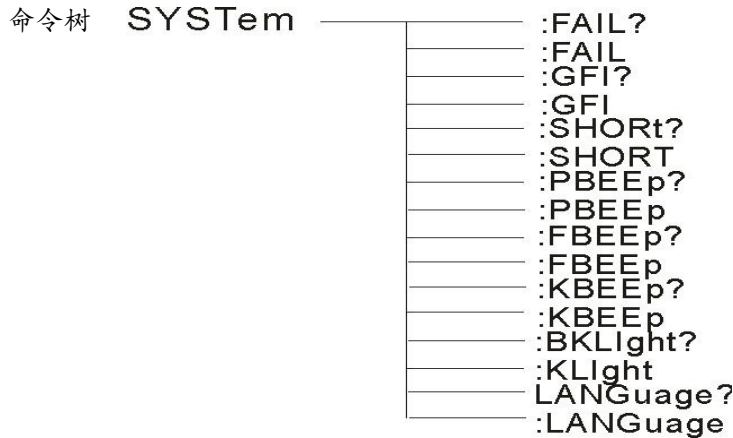 命令树 SYSTem
:FAIL?
:FAIL
:GFI?
:GFI
:SHORt?
:SHORT
:PBEEp?
:PBEEp
:FBEEp?
:FBEEp
:KBEEp?
:KBEEp
:BKLIght?
:KLIght
LANGuage?
:LANGuage